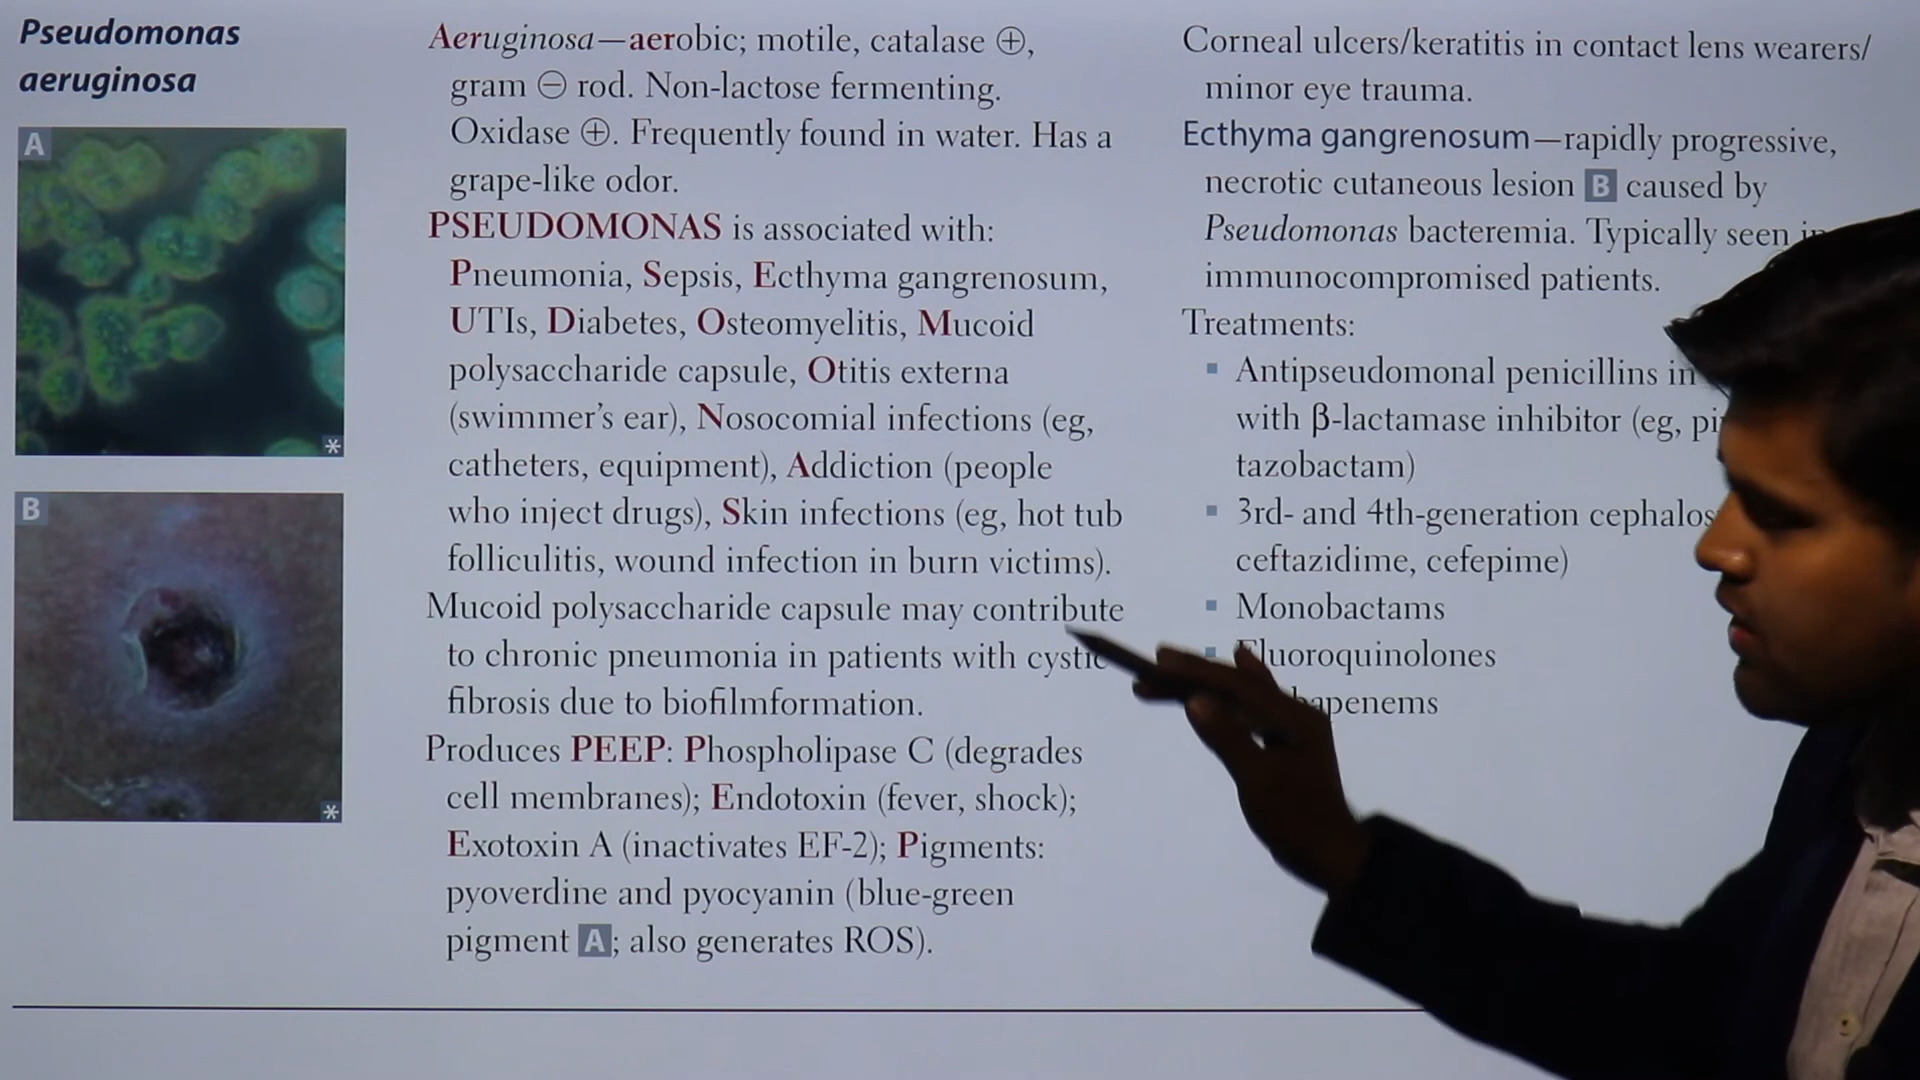 Pseudomonas
aeruginosa
A
*
B
*
Aeruginosa—aerobic; motile, catalase ⊕,
gram ⊖ rod. Non-lactose fermenting.
Oxidase ⊕. Frequently found in water. Has a
grape-like odor.
PSEUDOMONAS is associated with:
Pneumonia, Sepsis, Ecthyma gangrenosum,
UTIs, Diabetes, Osteomyelitis, Mucoid
polysaccharide capsule, Otitis externa
(swimmer's ear), Nosocomial infections (eg,
catheters, equipment), Addiction (people
who inject drugs), Skin infections (eg, hot tub
folliculitis, wound infection in burn victims).
Mucoid polysaccharide capsule may contribute
to chronic pneumonia in patients with cystic
fibrosis due to biofilmformation.
Produces PEEP: Phospholipase C (degrades
cell membranes); Endotoxin (fever, shock);
Exotoxin A (inactivates EF-2); Pigments:
pyoverdine and pyocyanin (blue-green
pigment A; also generates ROS).
Corneal ulcers/keratitis in contact lens wearers/
minor eye trauma.
Ecthyma gangrenosum—rapidly progressive,
necrotic cutaneous lesion B caused by
Pseudomonas bacteremia. Typically seen in
immunocompromised patients.
Treatments:
▪ Antipseudomonal penicillins in
with β-lactamase inhibitor (eg,
tazobactam)
▪ 3rd- and 4th-generation
ceftazidime, cefepime)
▪ Monobactams
▪ Fluoroquinolones